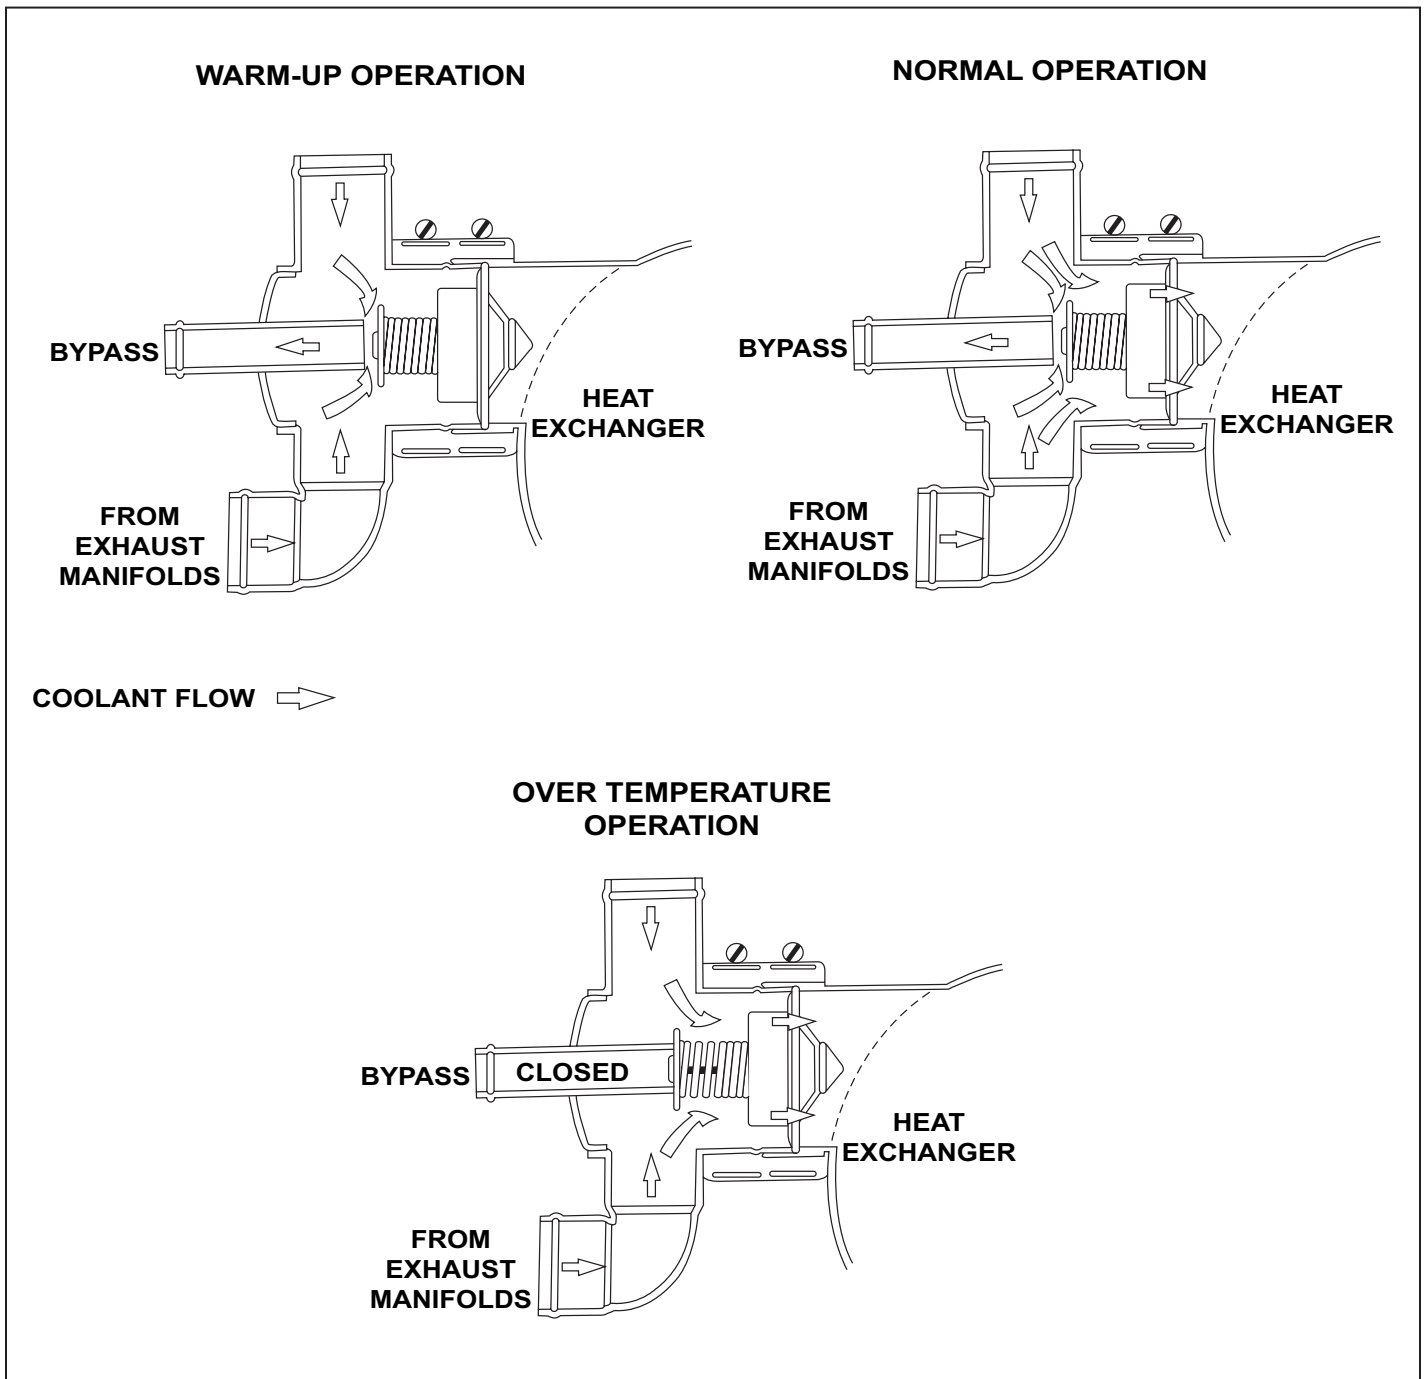 WARM-UP OPERATION
NORMAL OPERATION
BYPASS
HEAT
EXCHANGER
FROM
EXHAUST
MANIFOLDS
BYPASS
HEAT
EXCHANGER
FROM
EXHAUST
MANIFOLDS
COOLANT FLOW
OVER TEMPERATURE
OPERATION
BYPASS
CLOSED
HEAT
EXCHANGER
FROM
EXHAUST
MANIFOLDS